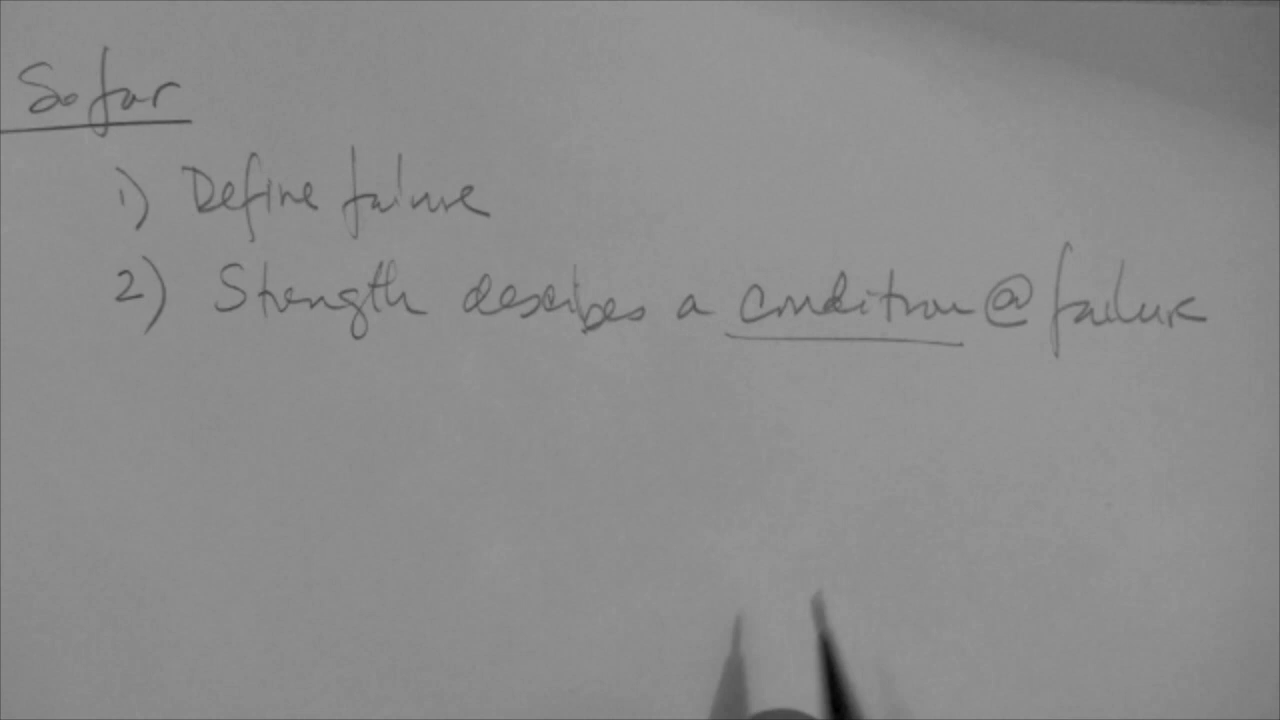 So far
1) Define failure
2) Strength describes a condition @ failure